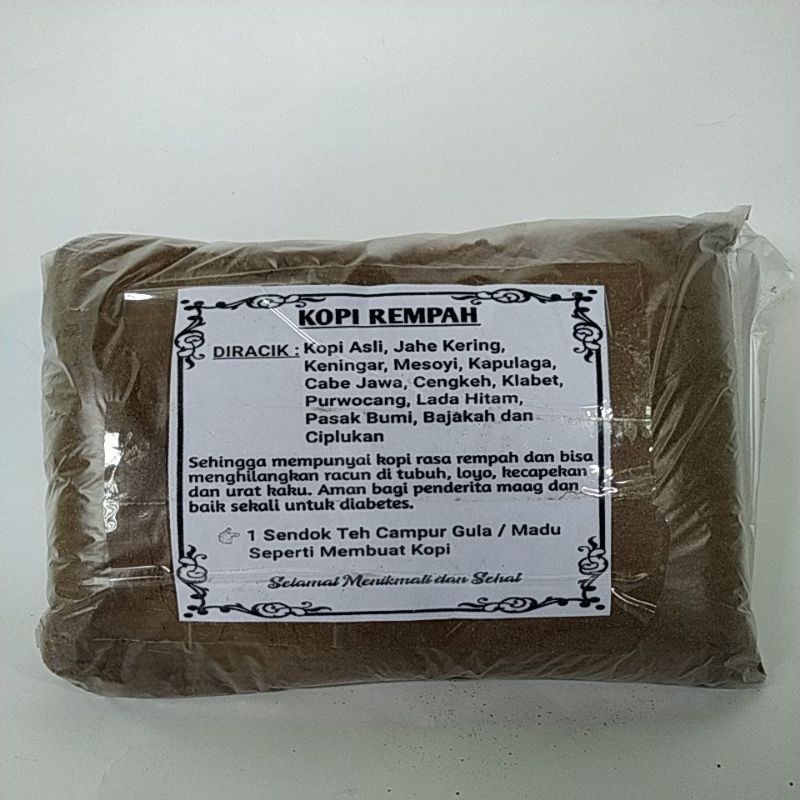 KOPI REMPAH
DIRACIK : Kopi Asli, Jahe Kering,
Keningar, Mesoyi, Kapulaga,
Cabe Jawa, Cengkeh, Klabet,
Purwocang, Lada Hitam,
Pasak Bumi, Bajakah dan
Ciplukan
Sehingga mempunyai kopi rasa rempah dan bisa
menghilangkan racun di tubuh, loyo, kecapekan
dan urat kaku. Aman bagi penderita maag dan
baik sekali untuk diabetes.
1 Sendok Teh Campur Gula / Madu
Seperti Membuat Kopi
Selamat Menikmati dan Sehat